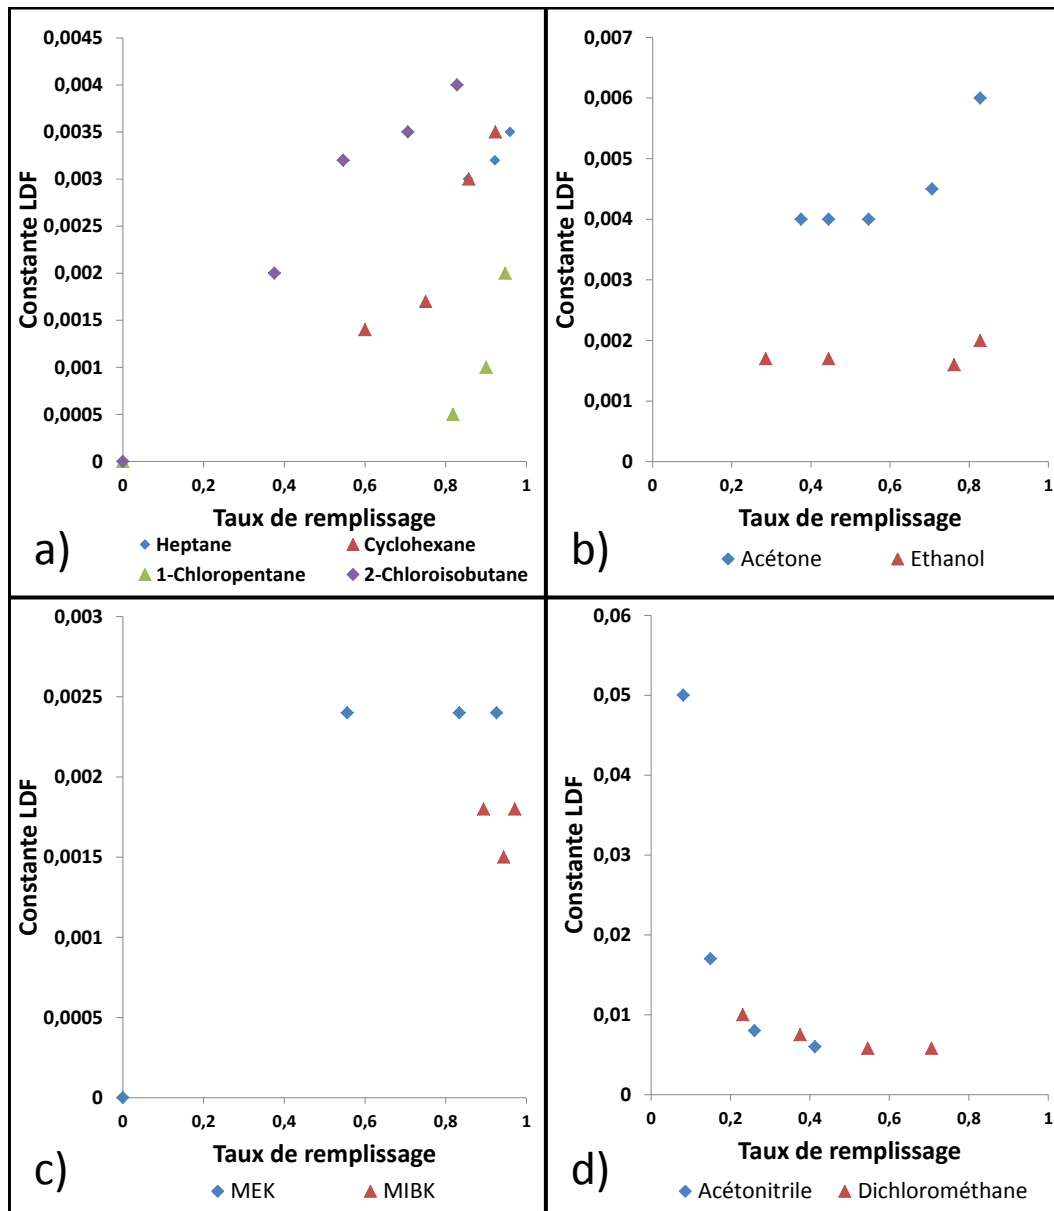 Constante LDF
0,0045
0,004
0,0035
0,003
0,0025
0,002
0,0015
0,001
0,0005
0
0 0,2 0,4 0,6 0,8 1
Taux de remplissage
a)
Heptane Cyclohexane
1-Chloropentane 2-Chloroisobutane
Constante LDF
0,007
0,006
0,005
0,004
0,003
0,002
0,001
0
0 0,2 0,4 0,6 0,8 1
Taux de remplissage
b)
Acétone Ethanol
Constante LDF
0,003
0,0025
0,002
0,0015
0,001
0,0005
0
0 0,2 0,4 0,6 0,8 1
Taux de remplissage
c)
MEK MIBK
Constante LDF
0,06
0,05
0,04
0,03
0,02
0,01
0
0 0,2 0,4 0,6 0,8 1
Taux de remplissage
d)
Acétonitrile Dichlorométhane